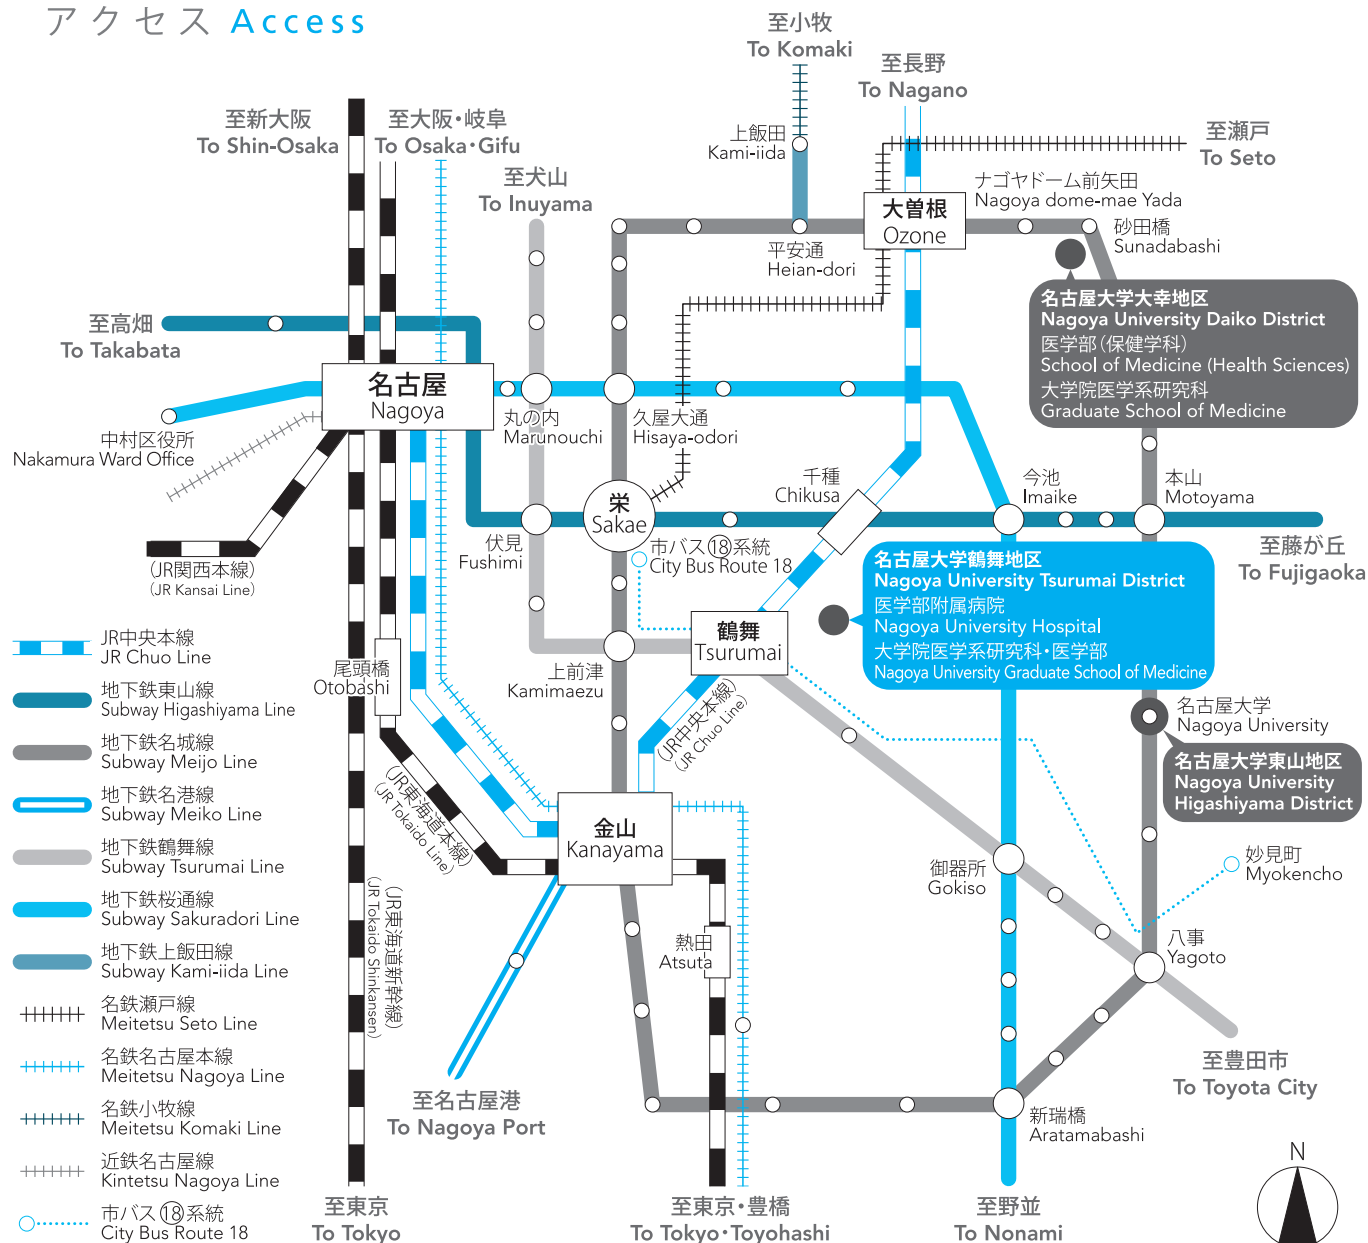 アクセス Access
至小牧
To Komaki
至長野
To Nagano
至新大阪
To Shin-Osaka
至大阪・岐阜
To Osaka・Gifu
上飯田
Kami-iida
至瀬戸
To Seto
至犬山
To Inuyama
大曽根
Ozone
ナゴヤドーム前矢田
Nagoya dome-mae Yada
砂田橋
Sunadabashi
平安通
Heian-dori
名古屋大学大幸地区
Nagoya University Daiko District
医学部(保健学科)
School of Medicine (Health Sciences)
大学院医学系研究科
Graduate School of Medicine
至高畑
To Takabata
名古屋
Nagoya
丸の内
Marunouchi
久屋大通
Hisaya-odori
中村区役所
Nakamura Ward Office
千種
Chikusa
今池
Imaike
本山
Motoyama
栄
Sakae
伏見
Fushimi
至藤が丘
To Fujigaoka
市バス⑱系統
City Bus Route 18
(JR関西本線)
(JR Kansai Line)
名古屋大学鶴舞地区
Nagoya University Tsurumai District
医学部附属病院
Nagoya University Hospital
大学院医学系研究科・医学部
Nagoya University Graduate School of Medicine
鶴舞
Tsurumai
尾頭橋
Otobashi
上前津
Kamimaezu
(JR中央本線)
(JR Chuo Line)
名古屋大学
Nagoya University
名古屋大学東山地区
Nagoya University
Higashiyama District
(JR東海道本線)
(JR Tokaido Line)
金山
Kanayama
御器所
Gokiso
妙見町
Myokencho
(JR東海道新幹線)
(JR Tokaido Shinkansen)
熱田
Atsuta
八事
Yagoto
至名古屋港
To Nagoya Port
至豊田市
To Toyota City
新瑞橋
Aratamabashi
至東京
To Tokyo
至東京・豊橋
To Tokyo・Toyohashi
至野並
To Nonami
N
JR中央本線
JR Chuo Line
地下鉄東山線
Subway Higashiyama Line
地下鉄名城線
Subway Meijo Line
地下鉄名港線
Subway Meiko Line
地下鉄鶴舞線
Subway Tsurumai Line
地下鉄桜通線
Subway Sakuradori Line
地下鉄上飯田線
Subway Kami-iida Line
名鉄瀬戸線
Meitetsu Seto Line
名鉄名古屋本線
Meitetsu Nagoya Line
名鉄小牧線
Meitetsu Komaki Line
近鉄名古屋線
Kintetsu Nagoya Line
市バス⑱系統
City Bus Route 18